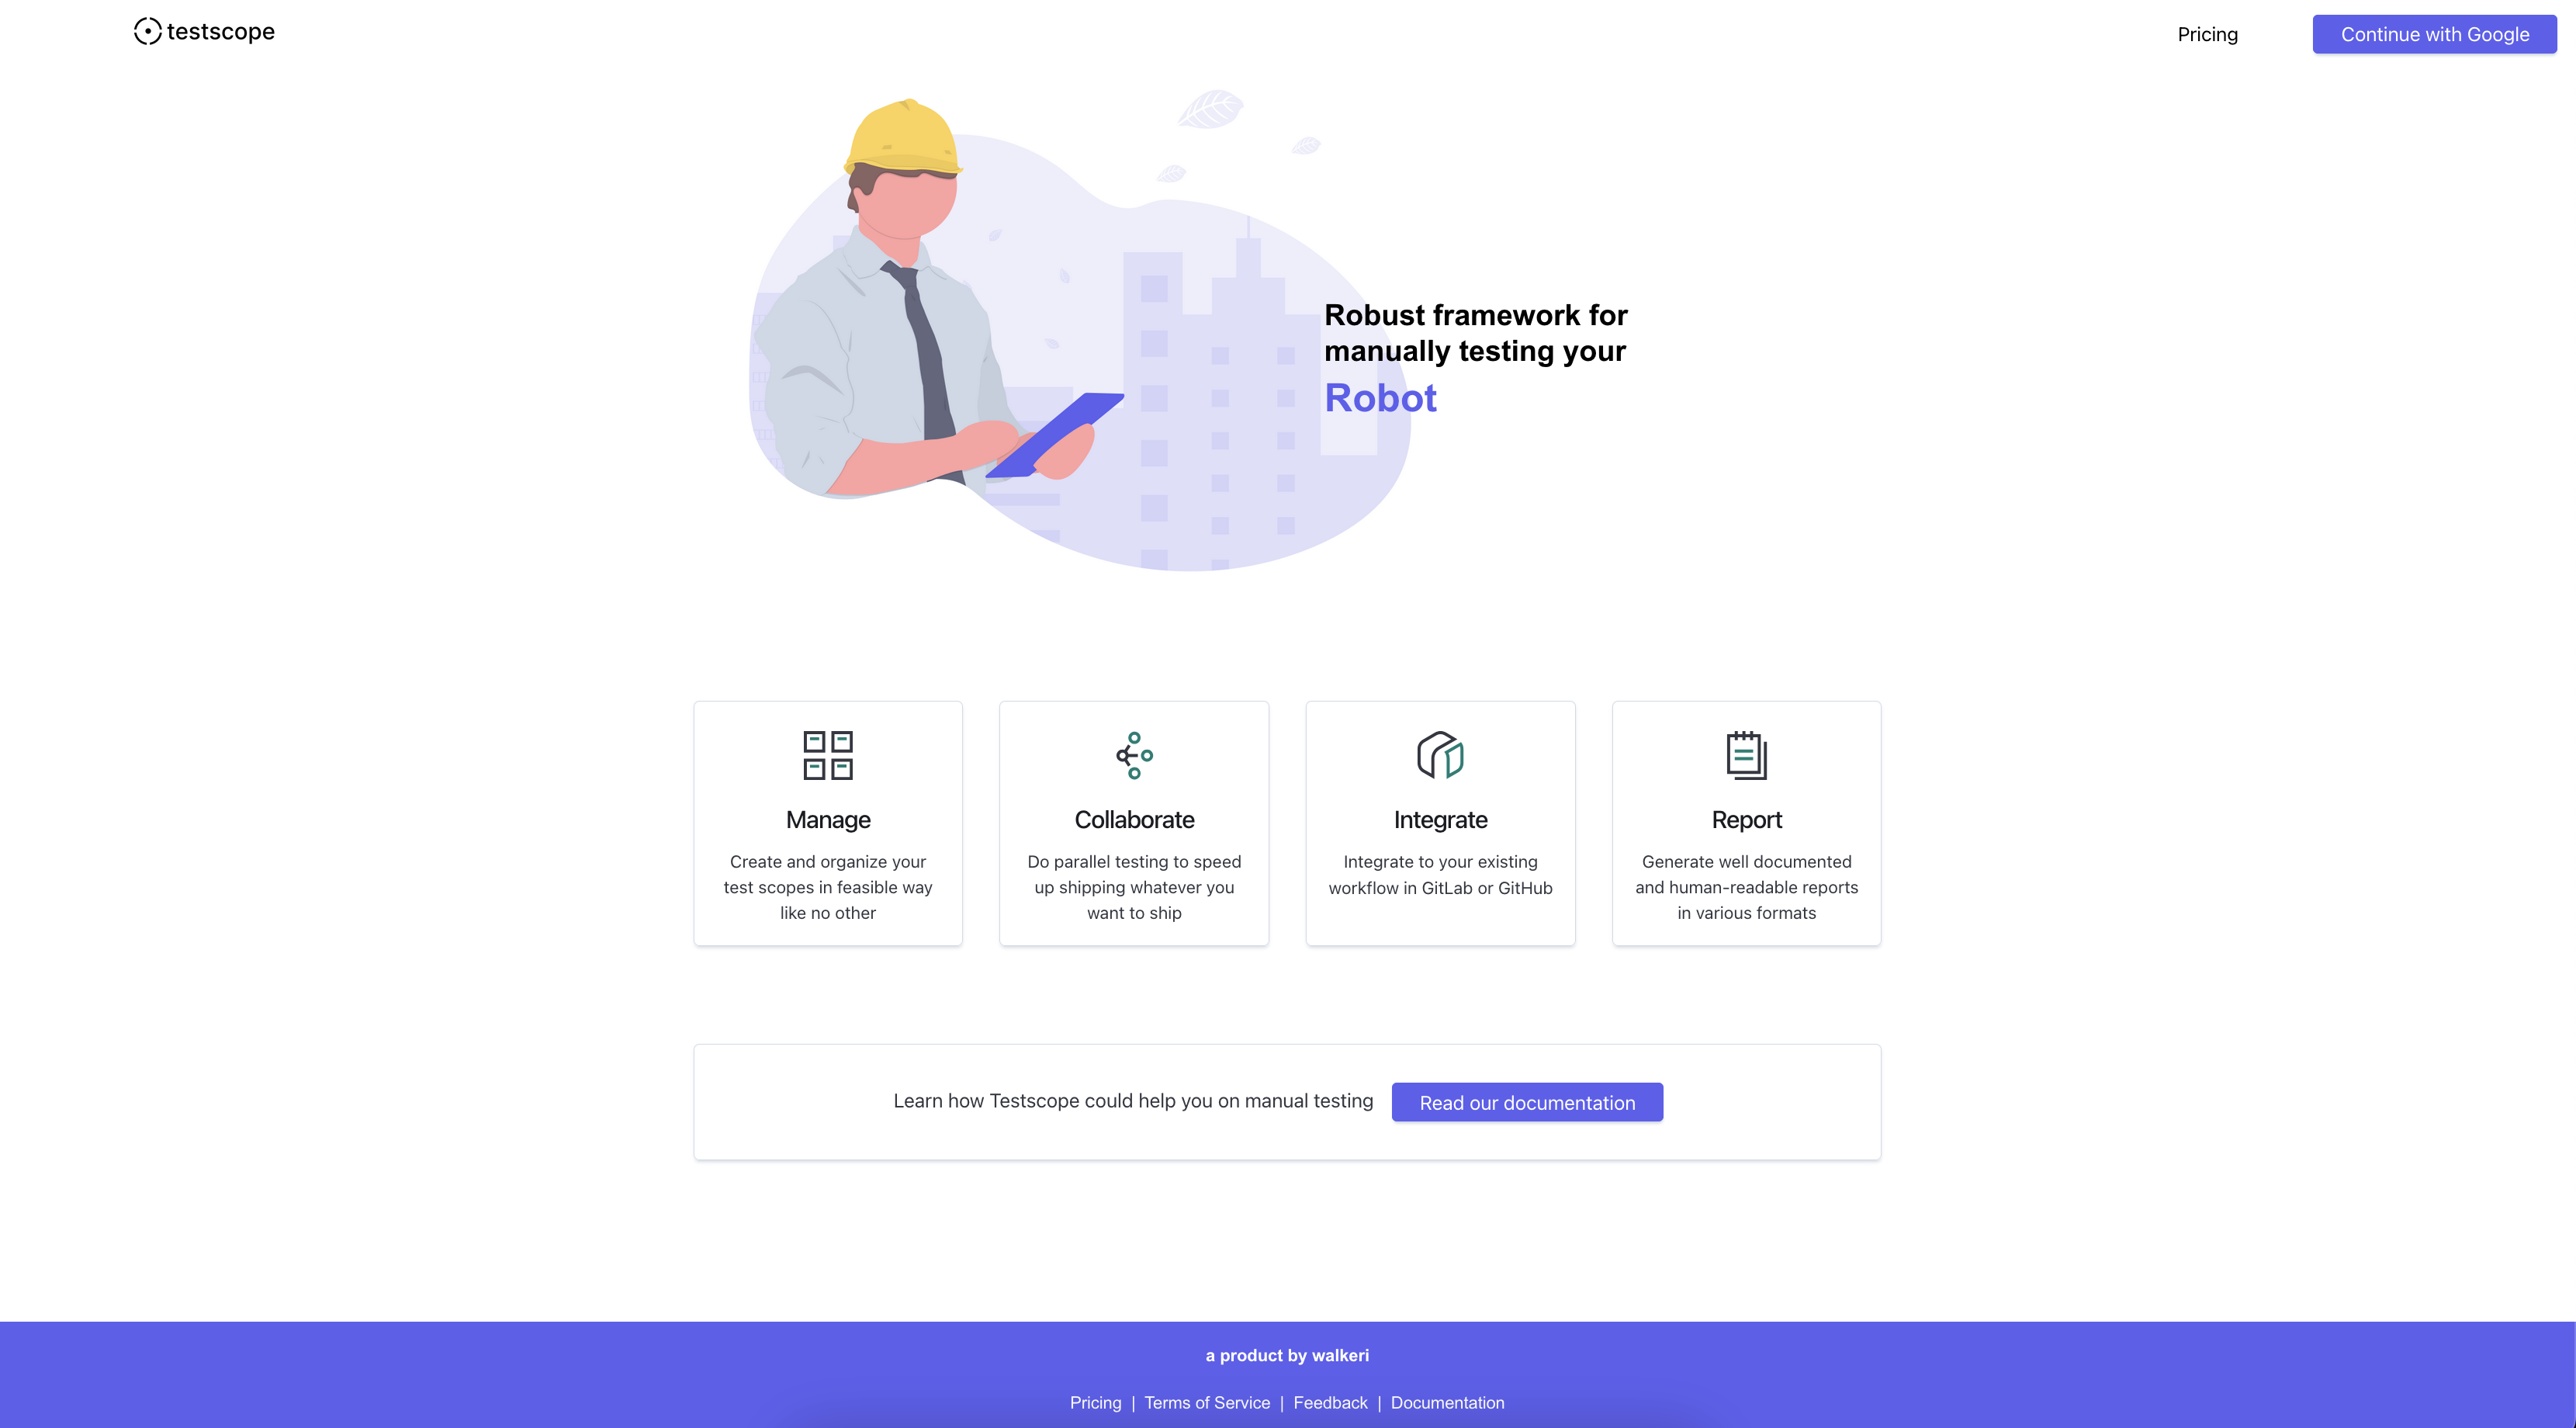 testscope
Pricing
Continue with Google
Robust framework for
manually testing your
Robot
Manage
Create and organize your
test scopes in feasible way
like no other
Collaborate
Do parallel testing to speed
up shipping whatever you
want to ship
Integrate
Integrate to your existing
workflow in GitLab or GitHub
Report
Generate well documented
and human-readable reports
in various formats
Learn how Testscope could help you on manual testing
Read our documentation
a product by walkeri
Pricing | Terms of Service | Feedback | Documentation